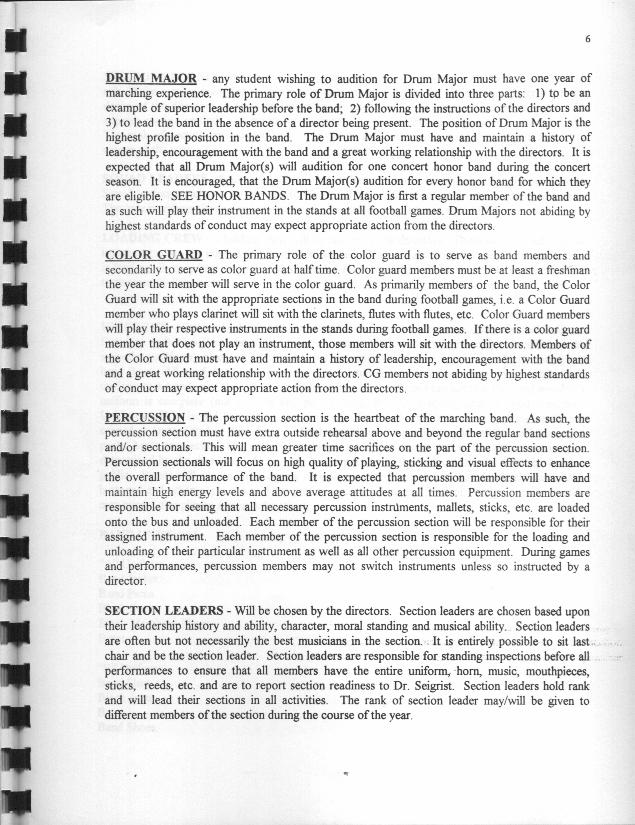 6
DRUM MAJOR - any student wishing to audition for Drum Major must have one year of
marching experience. The primary role of Drum Major is divided into three parts: 1) to be an
example of superior leadership before the band; 2) following the instructions of the directors and
3) to lead the band in the absence of a director being present. The position of Drum Major is the
highest profile position in the band. The Drum Major must have and maintain a history of
leadership, encouragement with the band and a great working relationship with the directors. It is
expected that all Drum Major(s) will audition for one concert honor band during the concert
season. It is encouraged, that the Drum Major(s) audition for every honor band for which they
are eligible. SEE HONOR BANDS. The Drum Major is first a regular member of the band and
as such will play their instrument in the stands at all football games. Drum Majors not abiding by
highest standards of conduct may expect appropriate action from the directors.
COLOR GUARD - The primary role of the color guard is to serve as band members and
secondarily to serve as color guard at half time. Color guard members must be at least a freshman
the year the member will serve in the color guard. As primarily members of the band, the Color
Guard will sit with the appropriate sections in the band during football games, i.e. a Color Guard
member who plays clarinet will sit with the clarinets, flutes with flutes, etc. Color Guard members
will play their respective instruments in the stands during football games. If there is a color guard
member that does not play an instrument, those members will sit with the directors. Members of
the Color Guard must have and maintain a history of leadership, encouragement with the band
and a great working relationship with the directors. CG members not abiding by highest standards
of conduct may expect appropriate action from the directors.
PERCUSSION - The percussion section is the heartbeat of the marching band. As such, the
percussion section must have extra outside rehearsal above and beyond the regular band sections
and/or sectionals. This will mean greater time sacrifices on the part of the percussion section.
Percussion sectionals will focus on high quality of playing, sticking and visual effects to enhance
the overall performance of the band. It is expected that percussion members will have and
maintain high energy levels and above average attitudes at all times. Percussion members are
responsible for seeing that all necessary percussion instruments, mallets, sticks, etc. are loaded
onto the bus and unloaded. Each member of the percussion section will be responsible for their
assigned instrument. Each member of the percussion section is responsible for the loading and
unloading of their particular instrument as well as all other percussion equipment. During games
and performances, percussion members may not switch instruments unless so instructed by a
director.
SECTION LEADERS - Will be chosen by the directors. Section leaders are chosen based upon
their leadership history and ability, character, moral standing and musical ability. Section leaders
are often but not necessarily the best musicians in the section. It is entirely possible to sit last
chair and be the section leader. Section leaders are responsible for standing inspections before all
performances to ensure that all members have the entire uniform, horn, music, mouthpieces,
sticks, reeds, etc. and are to report section readiness to Dr. Seigrist. Section leaders hold rank
and will lead their sections in all activities. The rank of section leader may/will be given to
different members of the section during the course of the year.